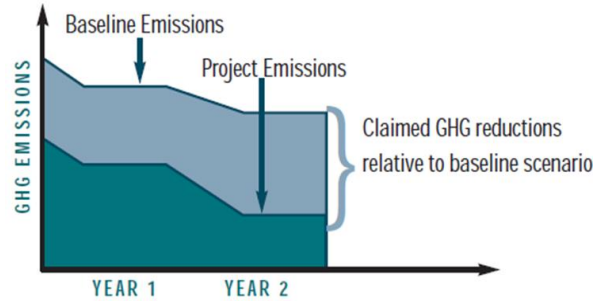 Baseline Emissions
Project Emissions
GHG EMISSIONS
Claimed GHG reductions
relative to baseline scenario
YEAR 1
YEAR 2